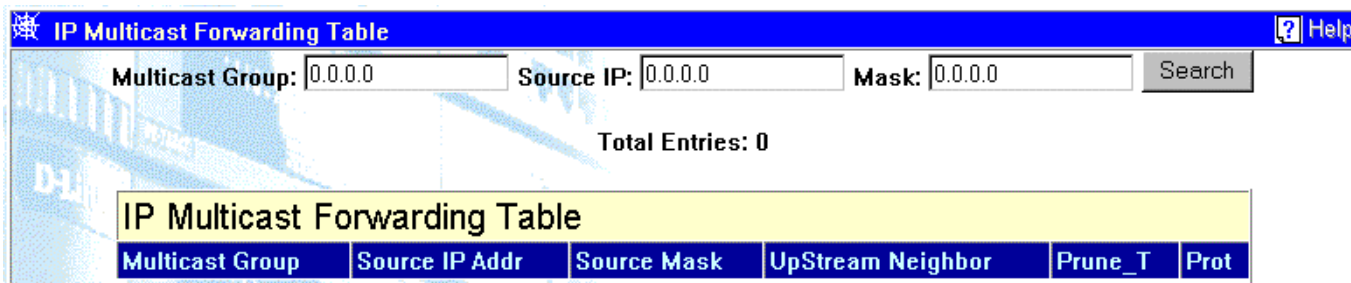 IP Multicast Forwarding Table ? Help
Multicast Group: 0.0.0.0 Source IP: 0.0.0.0 Mask: 0.0.0.0 Search
Total Entries: 0
D-Lin
IP Multicast Forwarding Table
Multicast Group Source IP Addr Source Mask UpStream Neighbor Prune_T Prot